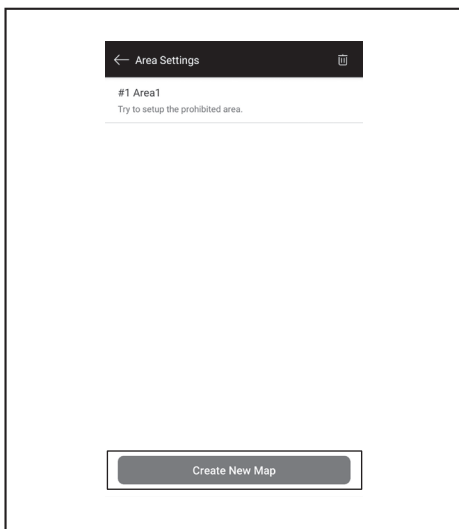 Area Settings
#1 Area1
Try to setup the prohibited area.
Create New Map